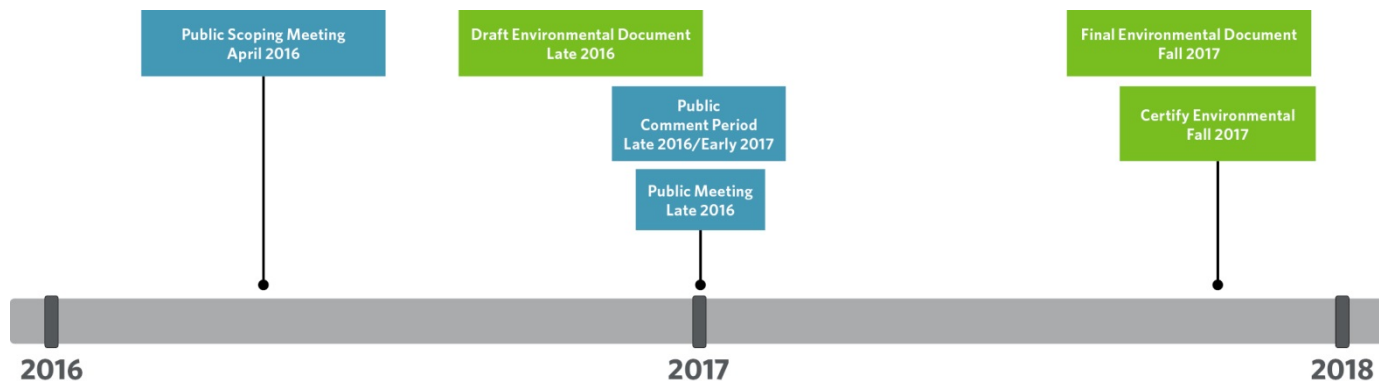 Public Scoping Meeting
April 2016
Draft Environmental Document
Late 2016
Public
Comment Period
Late 2016/Early 2017
Public Meeting
Late 2016
Final Environmental Document
Fall 2017
Certify Environmental
Fall 2017
2016
2017
2018